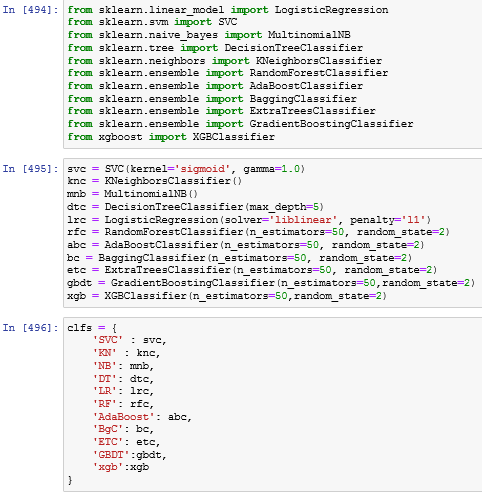 In [494]:
from sklearn.linear_model import LogisticRegression
from sklearn.svm import SVC
from sklearn.naive_bayes import MultinomialNB
from sklearn.tree import DecisionTreeClassifier
from sklearn.neighbors import KNeighborsClassifier
from sklearn.ensemble import RandomForestClassifier
from sklearn.ensemble import AdaBoostClassifier
from sklearn.ensemble import BaggingClassifier
from sklearn.ensemble import ExtraTreesClassifier
from sklearn.ensemble import GradientBoostingClassifier
from xgboost import XGBClassifier
In [495]:
svc = SVC(kernel='sigmoid', gamma=1.0)
knc = KNeighborsClassifier()
mnb = MultinomialNB()
dtc = DecisionTreeClassifier(max_depth=5)
lrc = LogisticRegression(solver='liblinear', penalty='l1')
rfc = RandomForestClassifier(n_estimators=50, random_state=2)
abc = AdaBoostClassifier(n_estimators=50, random_state=2)
bc = BaggingClassifier(n_estimators=50, random_state=2)
etc = ExtraTreesClassifier(n_estimators=50, random_state=2)
gbdt = GradientBoostingClassifier(n_estimators=50,random_state=2)
xgb = XGBClassifier(n_estimators=50,random_state=2)
In [496]:
clfs = {
    'SVC' : svc,
    'KN' : knc,
    'NB': mnb,
    'DT': dtc,
    'LR': lrc,
    'RF': rfc,
    'AdaBoost': abc,
    'BgC': bc,
    'ETC': etc,
    'GBDT':gbdt,
    'xgb':xgb
}